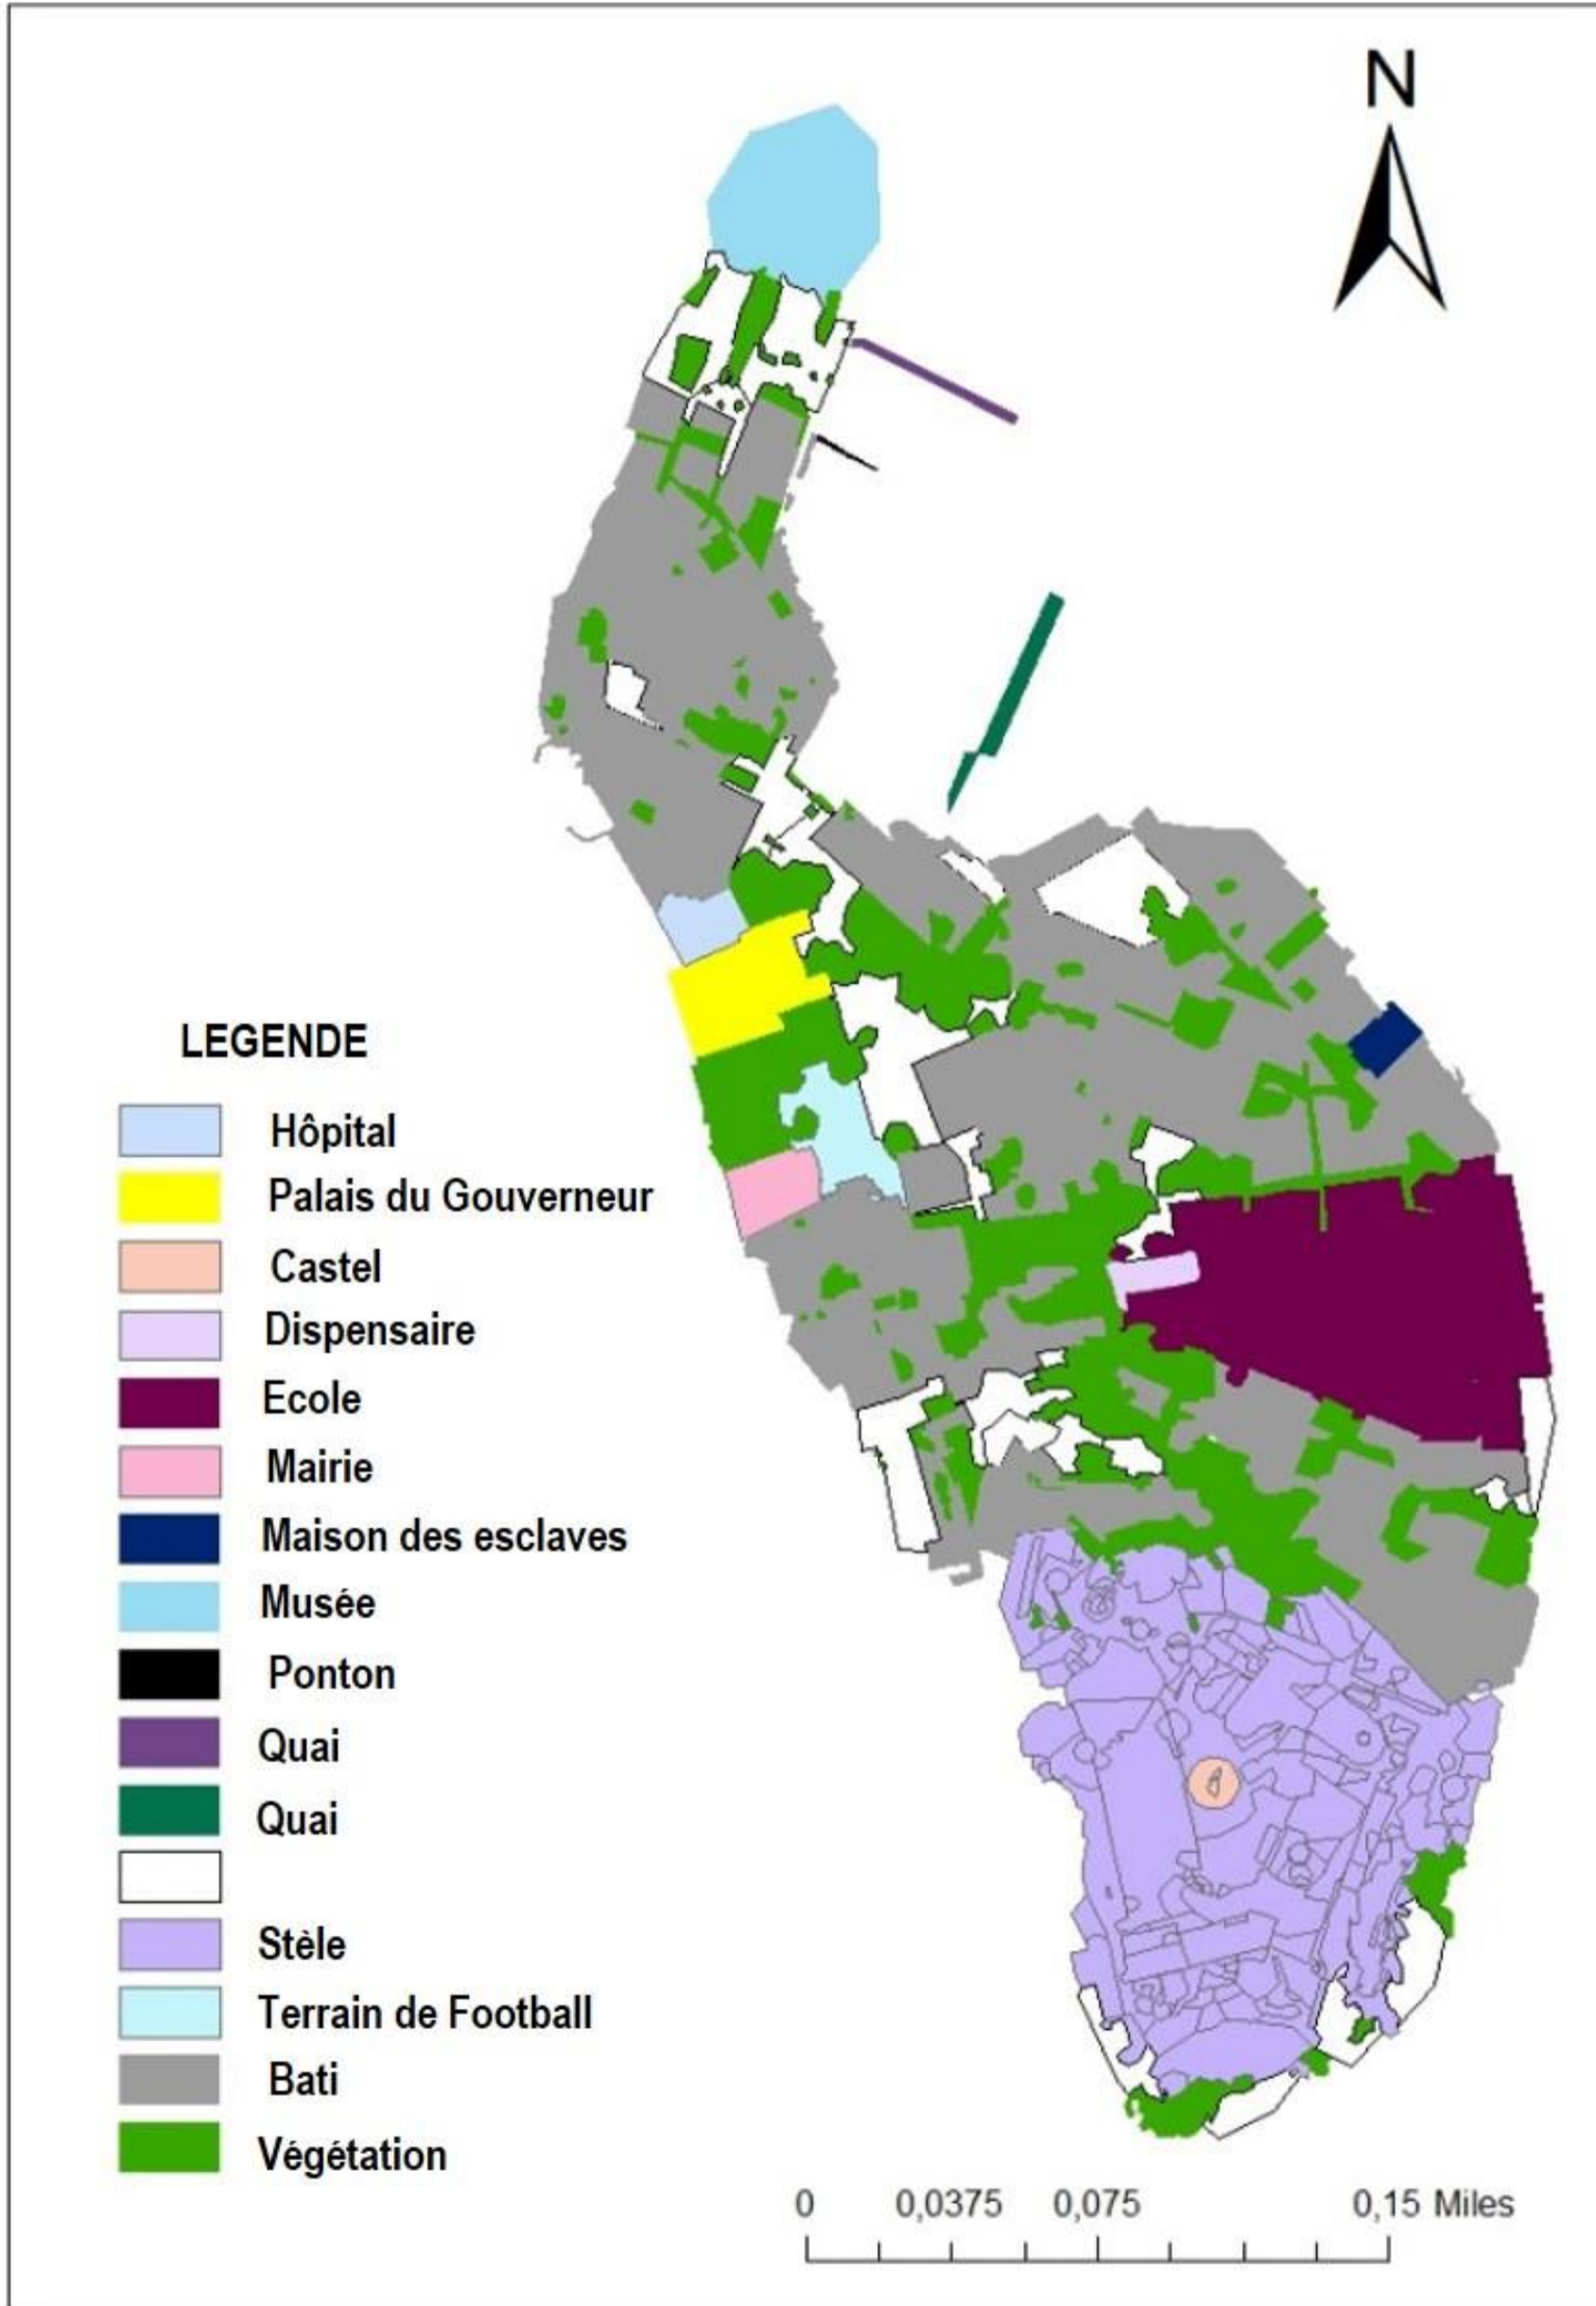 N
LEGENDE
Hôpital
Palais du Gouverneur
Castel
Dispensaire
Ecole
Mairie
Maison des esclaves
Musée
Ponton
Quai
Quai
Stèle
Terrain de Football
Bati
Végétation
0 0,0375 0,075 0,15 Miles